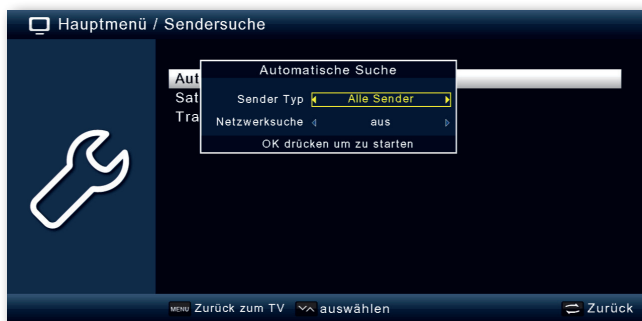 Hauptmenü / Sendersuche
Automatische Suche
Aut
Sat
Sender Typ Alle Sender
Tra
Netzwerksuche aus
OK drücken um zu starten
MENU Zurück zum TV auswählen Zurück